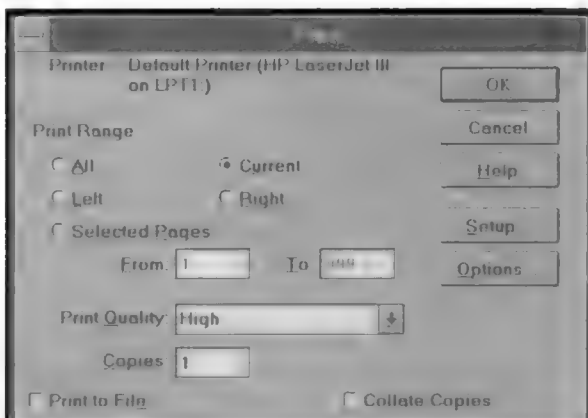 Printer Default Printer (HP LaserJet III
on LPT1 )
OK
Print Range
Cancel
All Current
Help
Left Right
Selected Pages
Setup
From: 1 To
Options
Print Quality: High
Copies 1
Print to File Collate Copies